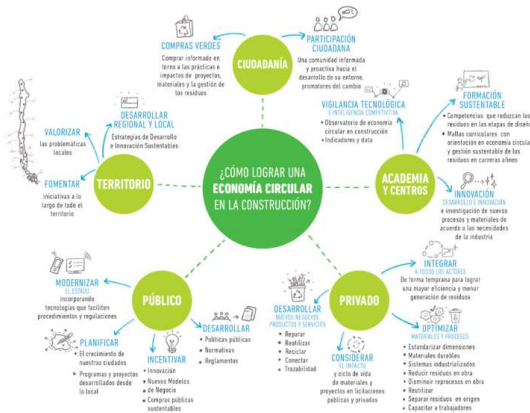 ¿CÓMO LOGRAR UNA
ECONOMÍA CIRCULAR
EN LA CONSTRUCCIÓN?
CIUDADANÍA
COMPRAS VERDES
Comprar informado en
torno a las prácticas e
impactos de proyectos,
materiales y la gestión de
los residuos
PARTICIPACIÓN
CIUDADANA
Una comunidad informada
y proactiva hacia el
desarrollo de su entorno,
promotores del cambio
ACADEMIA
Y CENTROS
VIGILANCIA TECNOLÓGICA
E INTELIGENCIA COMPETITIVA
• Observatorio de economía
circular en construcción
• Indicadores y data
FORMACIÓN
SUSTENTABLE
• Competencias que reduzcan los
residuos en las etapas de diseño
• Mallas curriculares con
orientación en economía circular
y gestión sustentable de los
residuos en carreras afines
INNOVACIÓN
DESARROLLO E INNOVACIÓN
e investigación de nuevos
procesos y materiales de
acuerdo a las necesidades
de la industria
PRIVADO
INTEGRAR
A TODOS LOS ACTORES
De forma temprana para lograr
una mayor eficiencia y menor
generación de residuos
OPTIMIZAR
MATERIALES Y PROCESOS
• Estandarizar dimensiones
• Materiales durables
• Sistemas industrializados
• Reducir residuos en obra
• Disminuir reprocesos en obra
• Reutilizar
• Separar residuos en origen
• Capacitar a trabajadores
CONSIDERAR
EL IMPACTO
y ciclo de vida
de materiales y
proyectos en licitaciones
públicas y privados
DESARROLLAR
NUEVOS NEGOCIOS
PRODUCTOS Y SERVICIOS
• Reparar
• Reutilizar
• Reciclar
• Conectar
• Trazabilidad
PÚBLICO
MODERNIZAR
EL ESTADO
incorporando
tecnologías que faciliten
procedimientos y regulaciones
PLANIFICAR
• El crecimiento de
nuestras ciudades
• Programas y proyectos
desarrollados desde
lo local
INCENTIVAR
• Innovación
• Nuevos Modelos
de Negocio
• Compras públicas
sustentables
DESARROLLAR
• Políticas públicas
• Normativas
• Reglamentos
TERRITORIO
DESARROLLAR
REGIONAL Y LOCAL
Estrategias de Desarrollo
e Innovación Sustentables
VALORIZAR
las problemáticas
locales
FOMENTAR
iniciativas a lo
largo de todo el
territorio